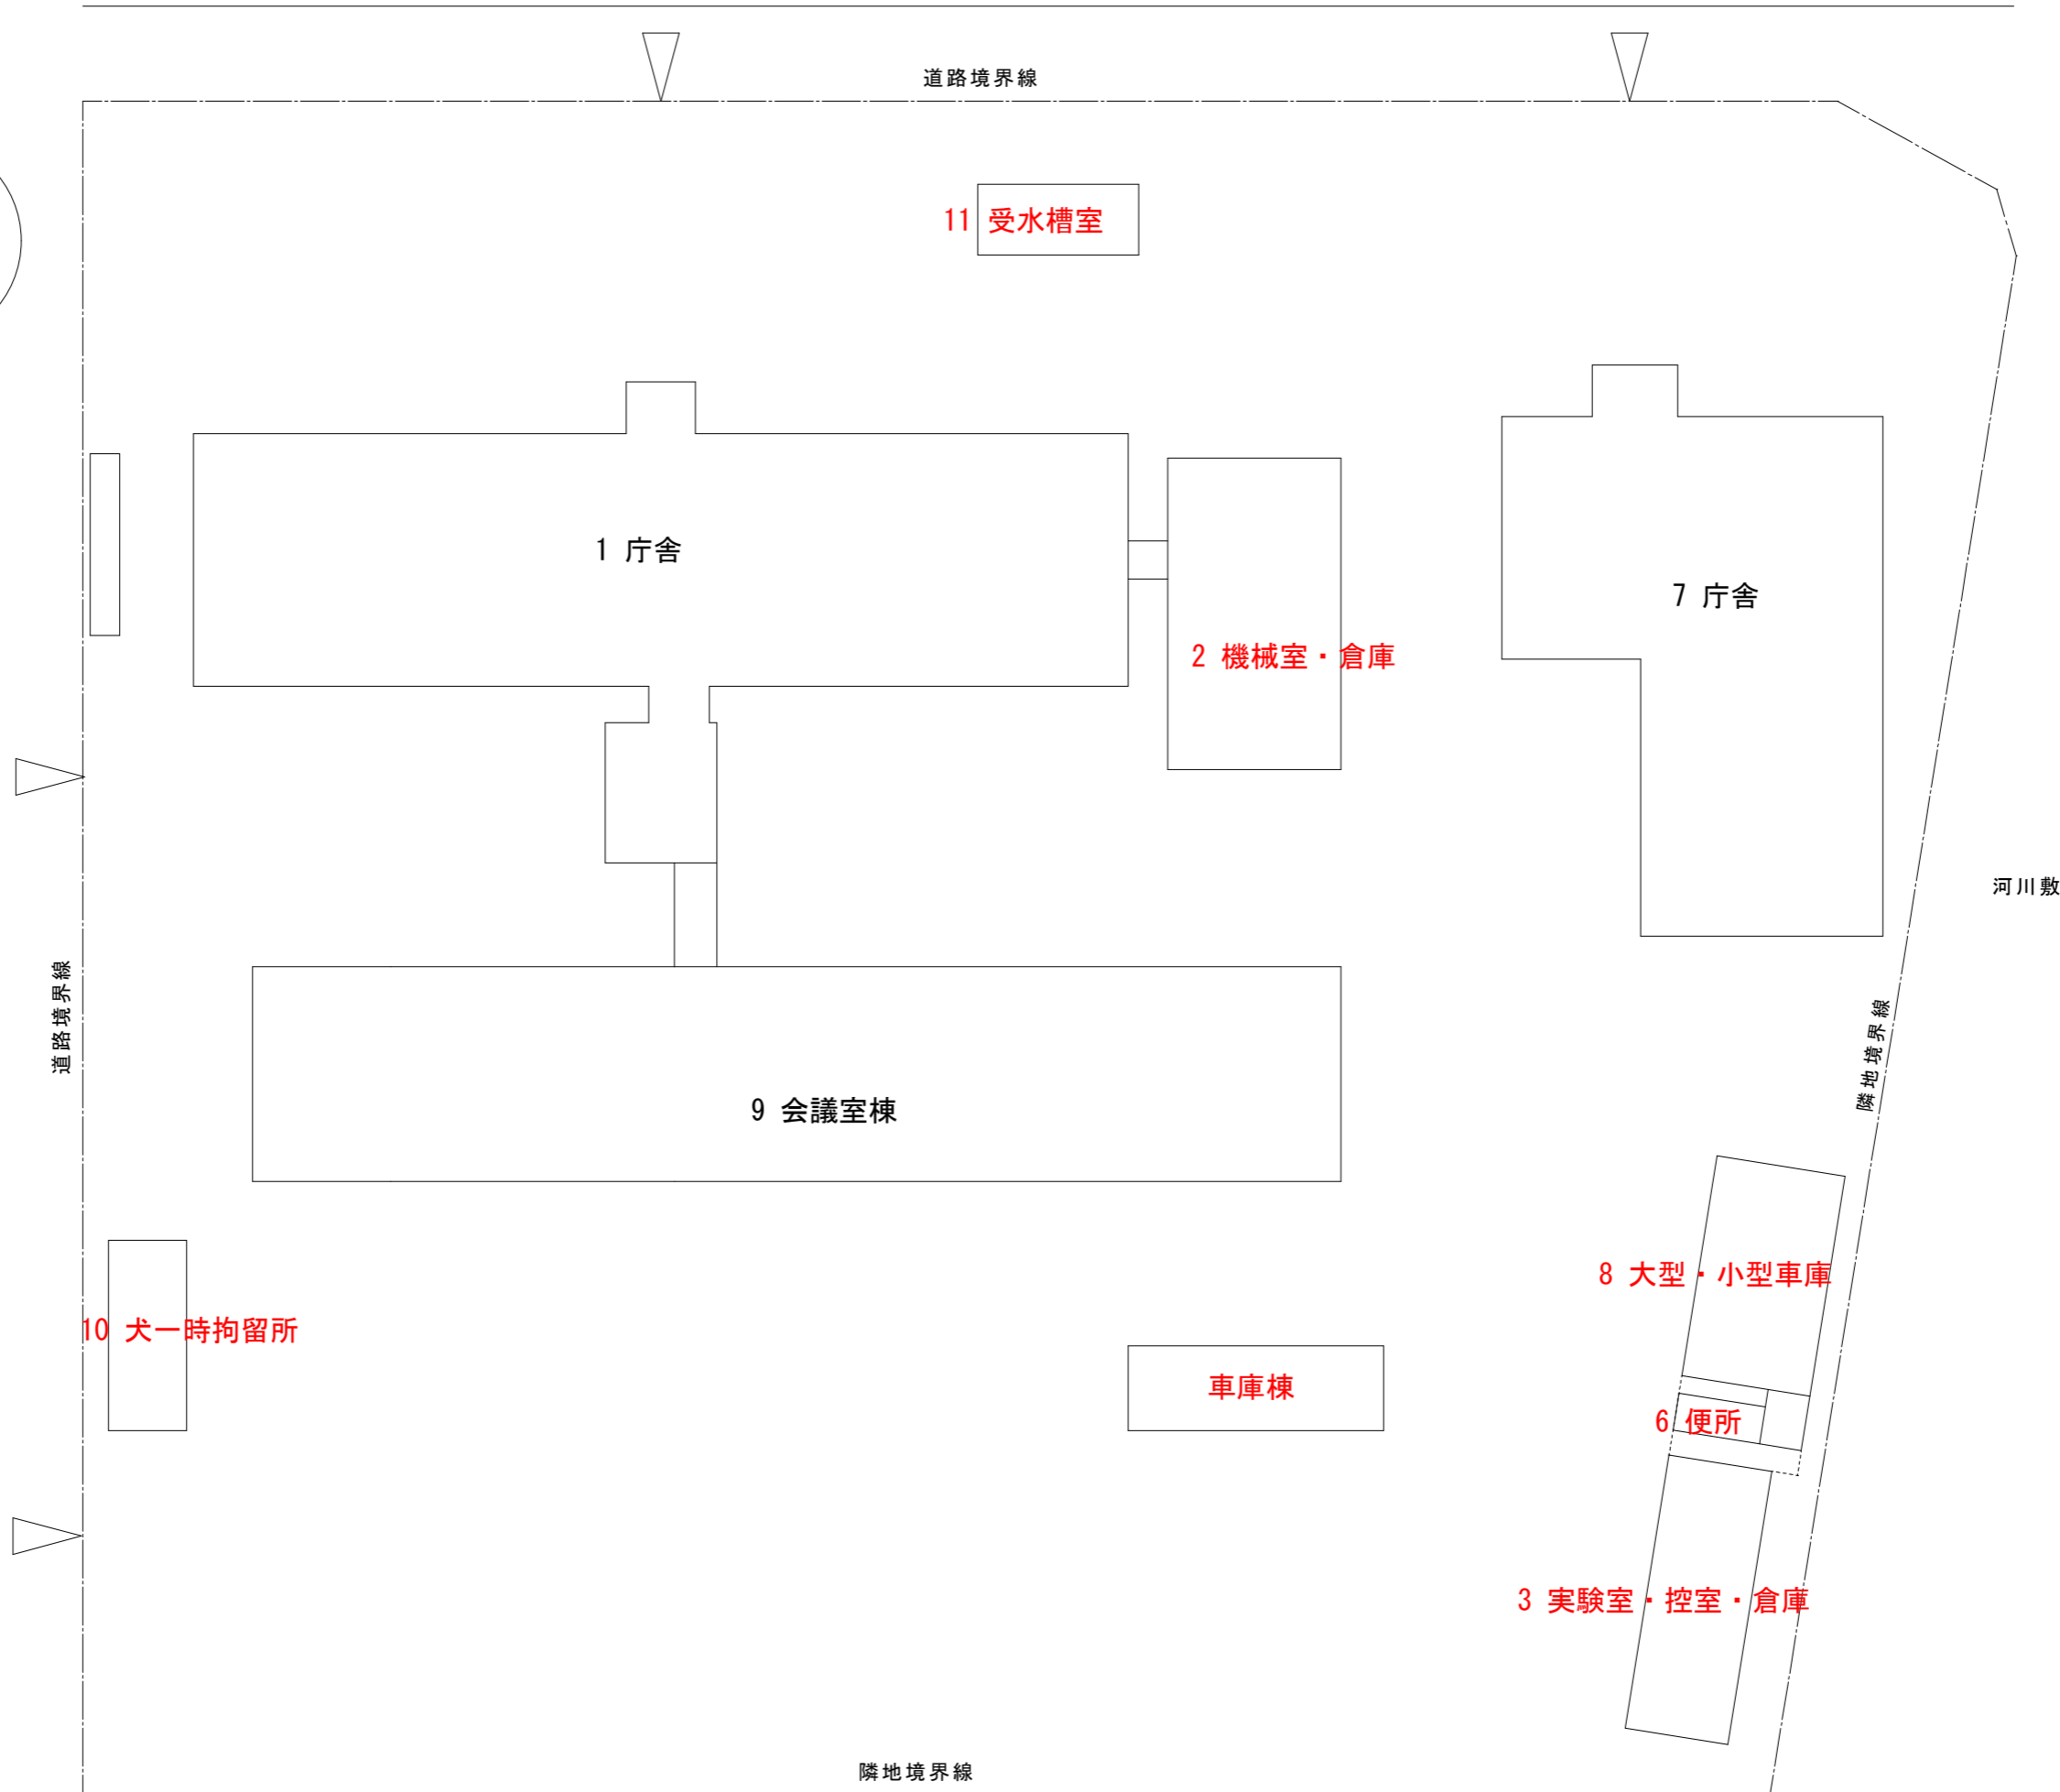 道路境界線
11 受水槽室
1 庁舎
7 庁舎
2 機械室・倉庫
河川敷
道路境界線
隣地境界線
9 会議室棟
8 大型・小型車庫
10 犬一時拘留所
車庫棟
6 便所
3 実験室・控室・倉庫
隣地境界線